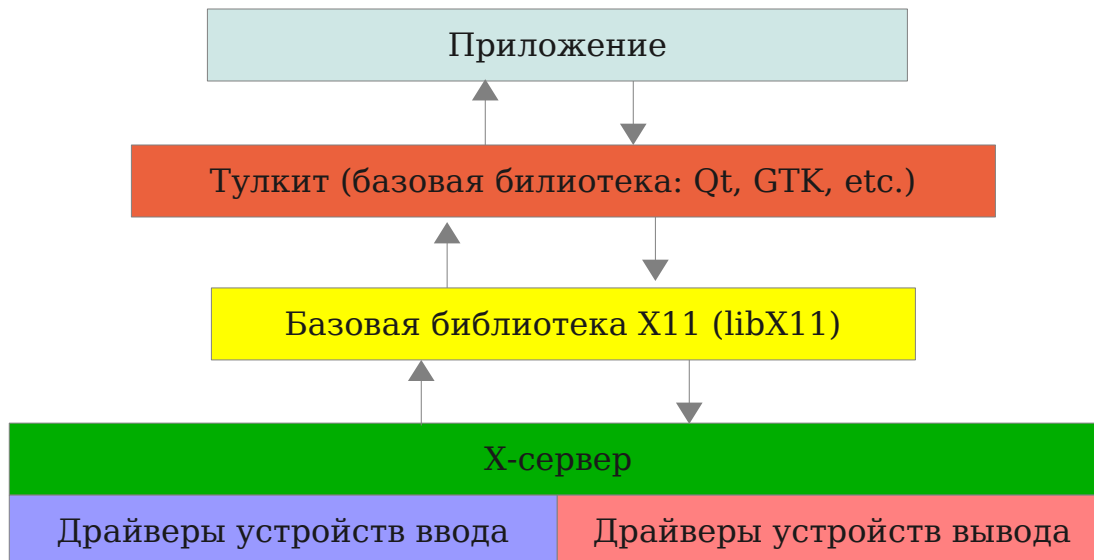 Приложение
Тулкит (базовая билиотека: Qt, GTK, etc.)
Базовая библиотека X11 (libX11)
X-сервер
Драйверы устройств ввода
Драйверы устройств вывода